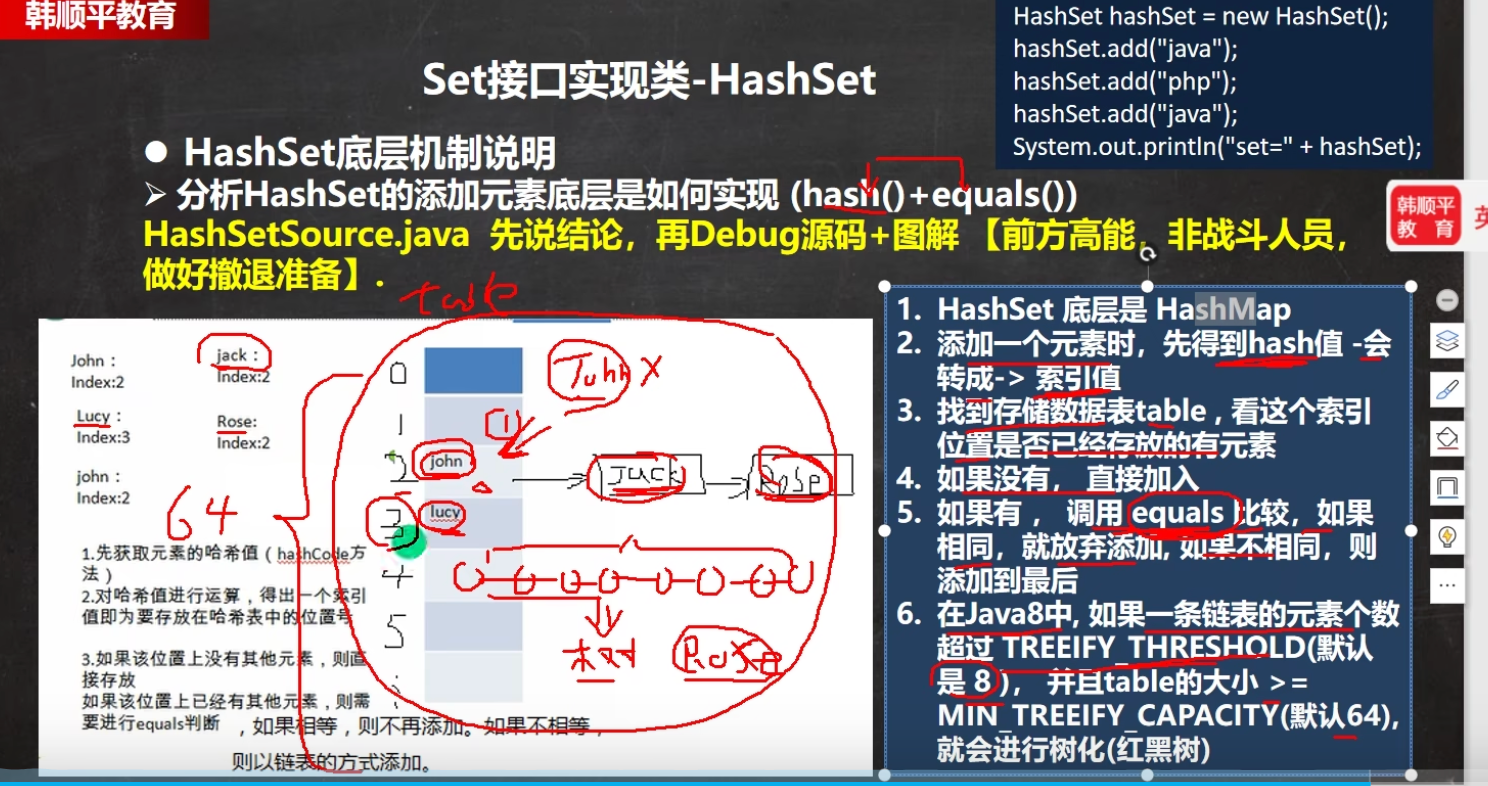 韩顺平教育
HashSet hashSet = new HashSet();
hashSet.add("java");
hashSet.add("php");
hashSet.add("java");
System.out.println("set=" + hashSet);
Set接口实现类-HashSet
HashSet底层机制说明
分析HashSet的添加元素底层是如何实现 (hash()+equals())
HashSetSource.java 先说结论，再Debug源码+图解 【前方高能，非战斗人员，
做好撤退准备】.
韩顺平
教 育
英
table
John：
Index:2
jack：
Index:2
Lucy：
Index:3
Rose:
Index:2
john：
Index:2
64
0
1
2
3
4
5
John X
①
john
Jack
Rose
lucy
Rose
1.先获取元素的哈希值（hashCode方
法）
2.对哈希值进行运算，得出一个索引
值即为要存放在哈希表中的位置号
3.如果该位置上没有其他元素，则直
接存放
如果该位置上已经有其他元素，则需
要进行equals判断，如果相等，则不再添加。如果不相等，
则以链表的方式添加。
1. HashSet 底层是 HashMap
2. 添加一个元素时，先得到hash值 -会
转成-> 索引值
3. 找到存储数据表table，看这个索引
位置是否已经存放的有元素
4. 如果没有， 直接加入
5. 如果有 ， 调用 equals 比较，如果
相同，就放弃添加, 如果不相同，则
添加到最后
6. 在Java8中, 如果一条链表的元素个数
超过 TREEIFY_THRESHOLD(默认
是 8 )， 并且table的大小 >=
MIN_TREEIFY_CAPACITY(默认64),
就会进行树化(红黑树)